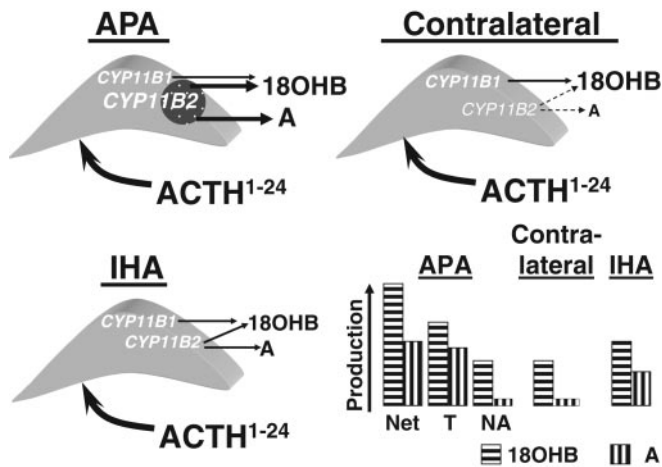 APA
CYP11B1
18OHB
CYP11B2
A
ACTH1-24
Contralateral
CYP11B1
18OHB
CYP11B2
A
ACTH1-24
IHA
CYP11B1
18OHB
CYP11B2
A
ACTH1-24
Contra-
APA lateral IHA
Production
Net T NA
18OHB A